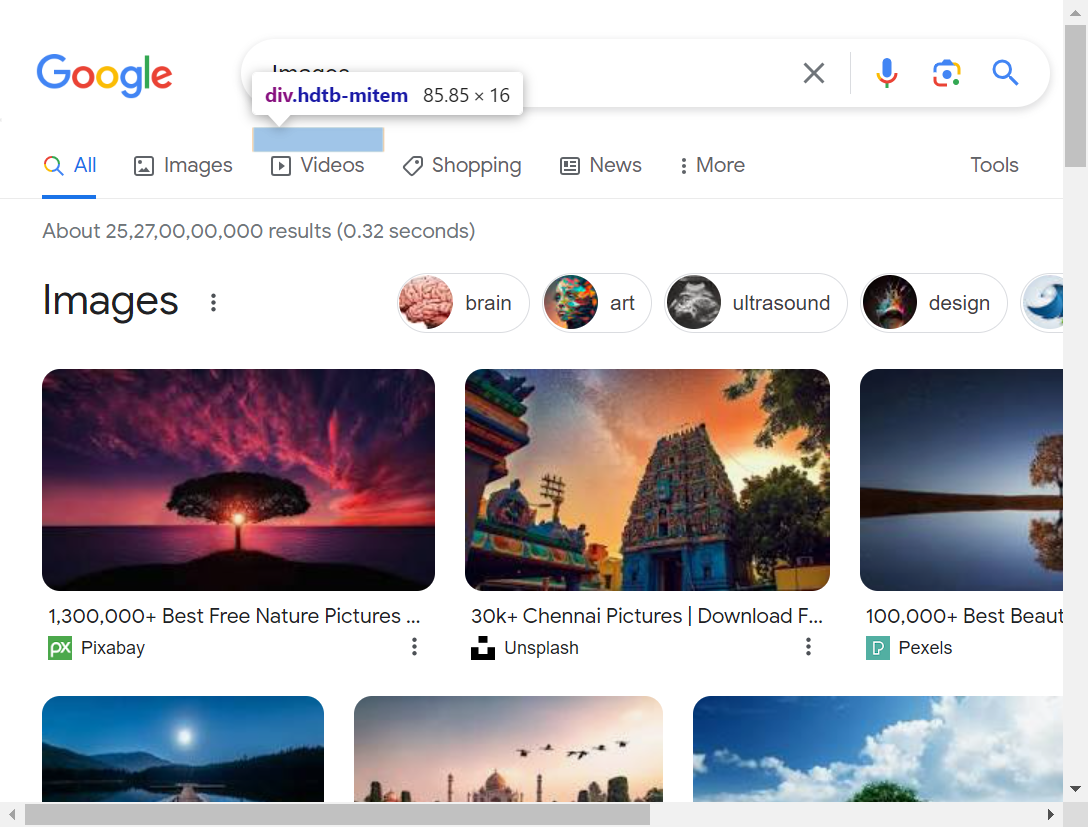 Google
Images
div.hdtb-mitem 85.85 × 16
All Images Videos Shopping News More Tools
About 25,27,00,00,000 results (0.32 seconds)
Images brain art ultrasound design
1,300,000+ Best Free Nature Pictures ... 30k+ Chennai Pictures | Download F... 100,000+ Best Beaut
px Pixabay Unsplash P Pexels